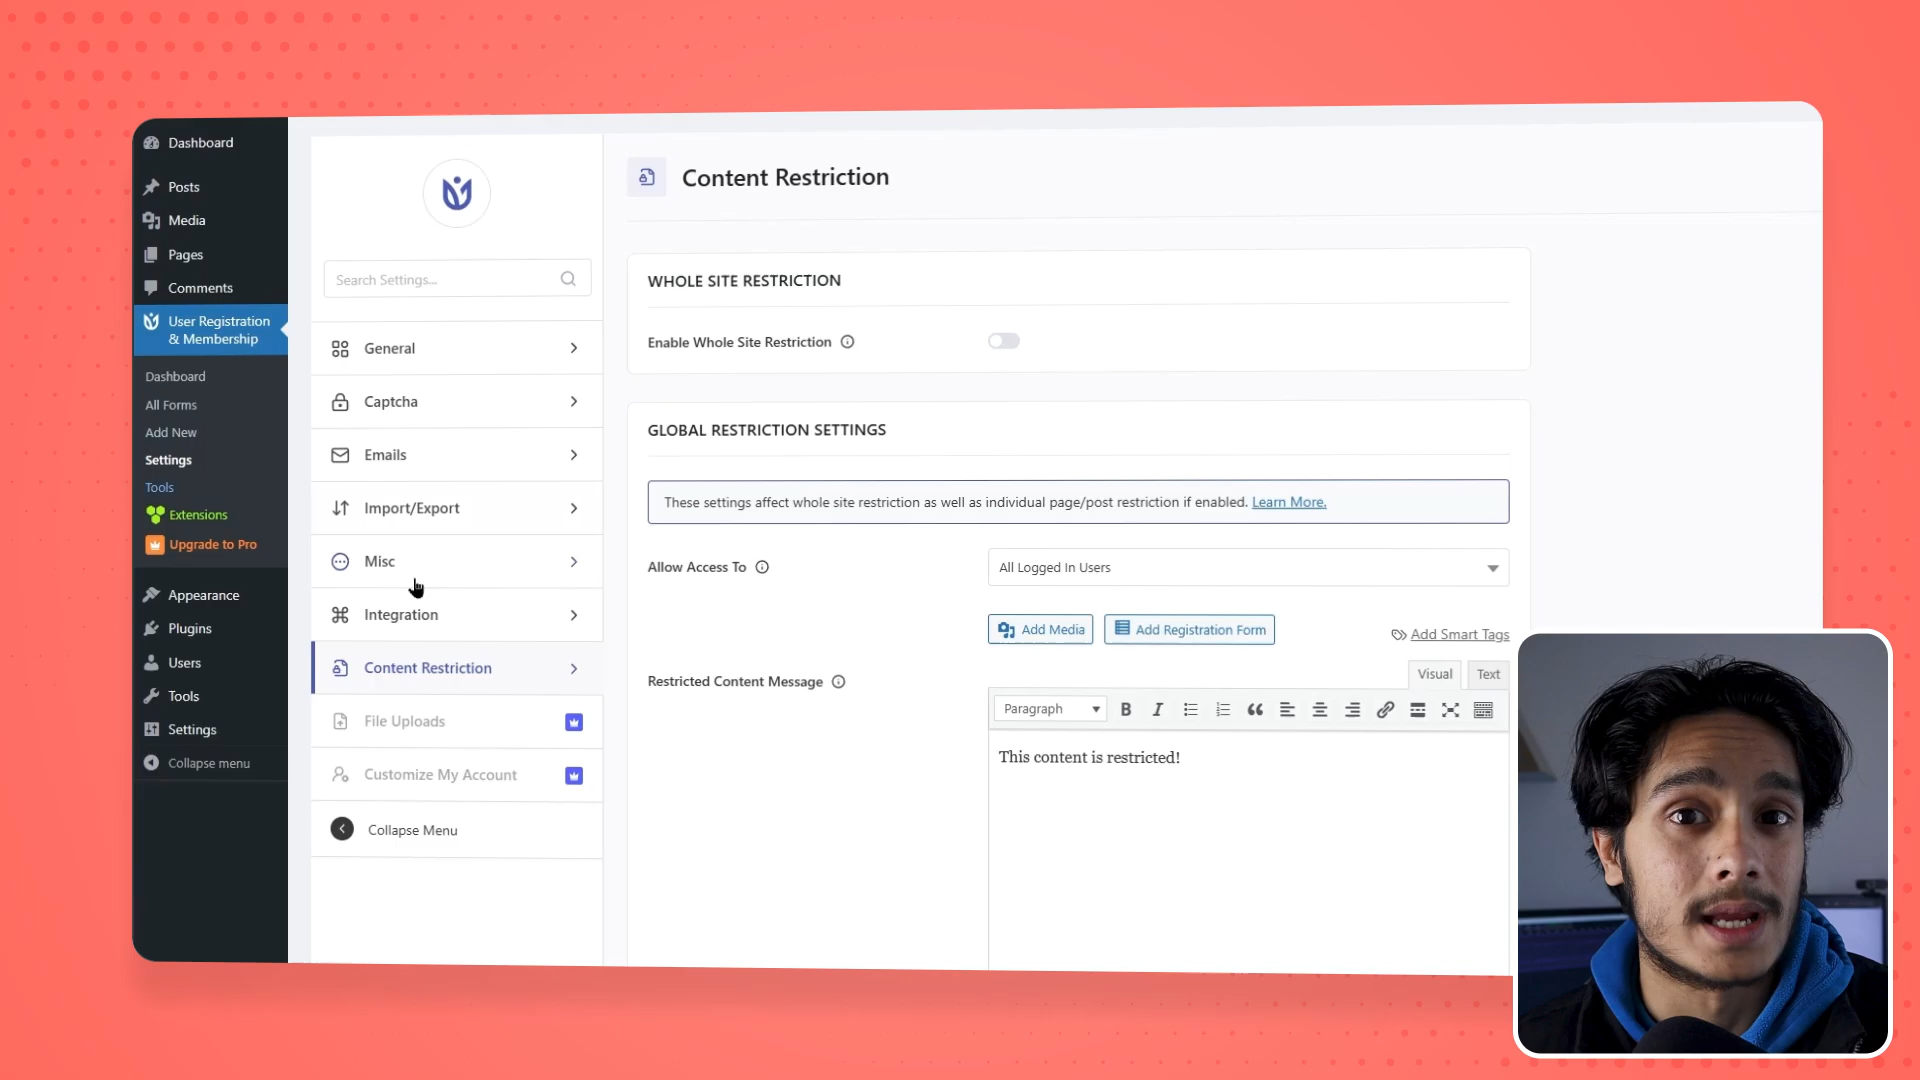 Dashboard
Posts
Media
Pages
Comments
User Registration
& Membership
Dashboard
All Forms
Add New
Settings
Tools
Extensions
Upgrade to Pro
Appearance
Plugins
Users
Tools
Settings
Collapse menu
Search Settings...
General
Captcha
Emails
Import/Export
Misc
Integration
Content Restriction
File Uploads
Customize My Account
Collapse Menu
Content Restriction
WHOLE SITE RESTRICTION
Enable Whole Site Restriction
GLOBAL RESTRICTION SETTINGS
These settings affect whole site restriction as well as individual page/post restriction if enabled. Learn More.
Allow Access To
All Logged In Users
Add Media
Add Registration Form
Add Smart Tags
Restricted Content Message
Visual
Text
Paragraph
B
I
This content is restricted!